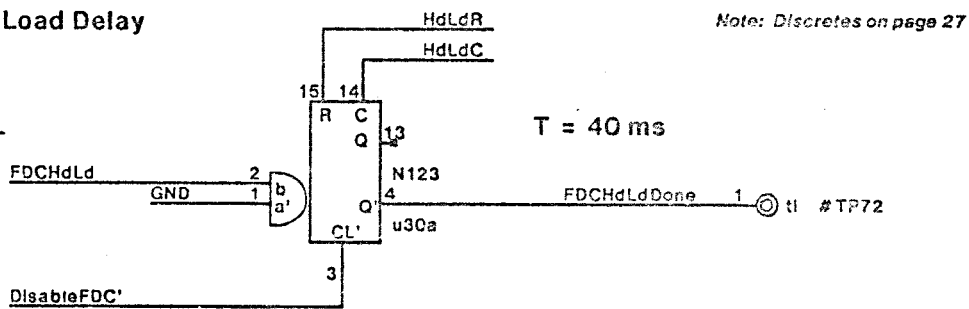 Load Delay
HdLdR
Note: Discretes on page 27
HdLdC
15
14
R
C
Q
13
T = 40 ms
N123
FDCHdLd
2
b
GND
1
a'
Q'
4
FDCHdLdDone
1
tl
#TP72
CL'
u30a
3
DisableFDC'